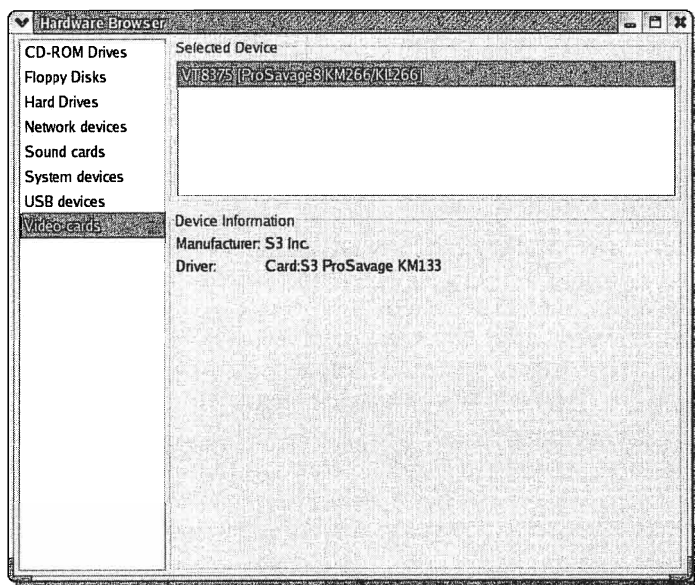 Hardware Browser
CD-ROM Drives
Floppy Disks
Hard Drives
Network devices
Sound cards
System devices
USB devices
Video cards
Selected Device
VT8375 [ProSavage8 KM266/KL266]
Device Information
Manufacturer: S3 Inc.
Driver: Card:S3 ProSavage KM133